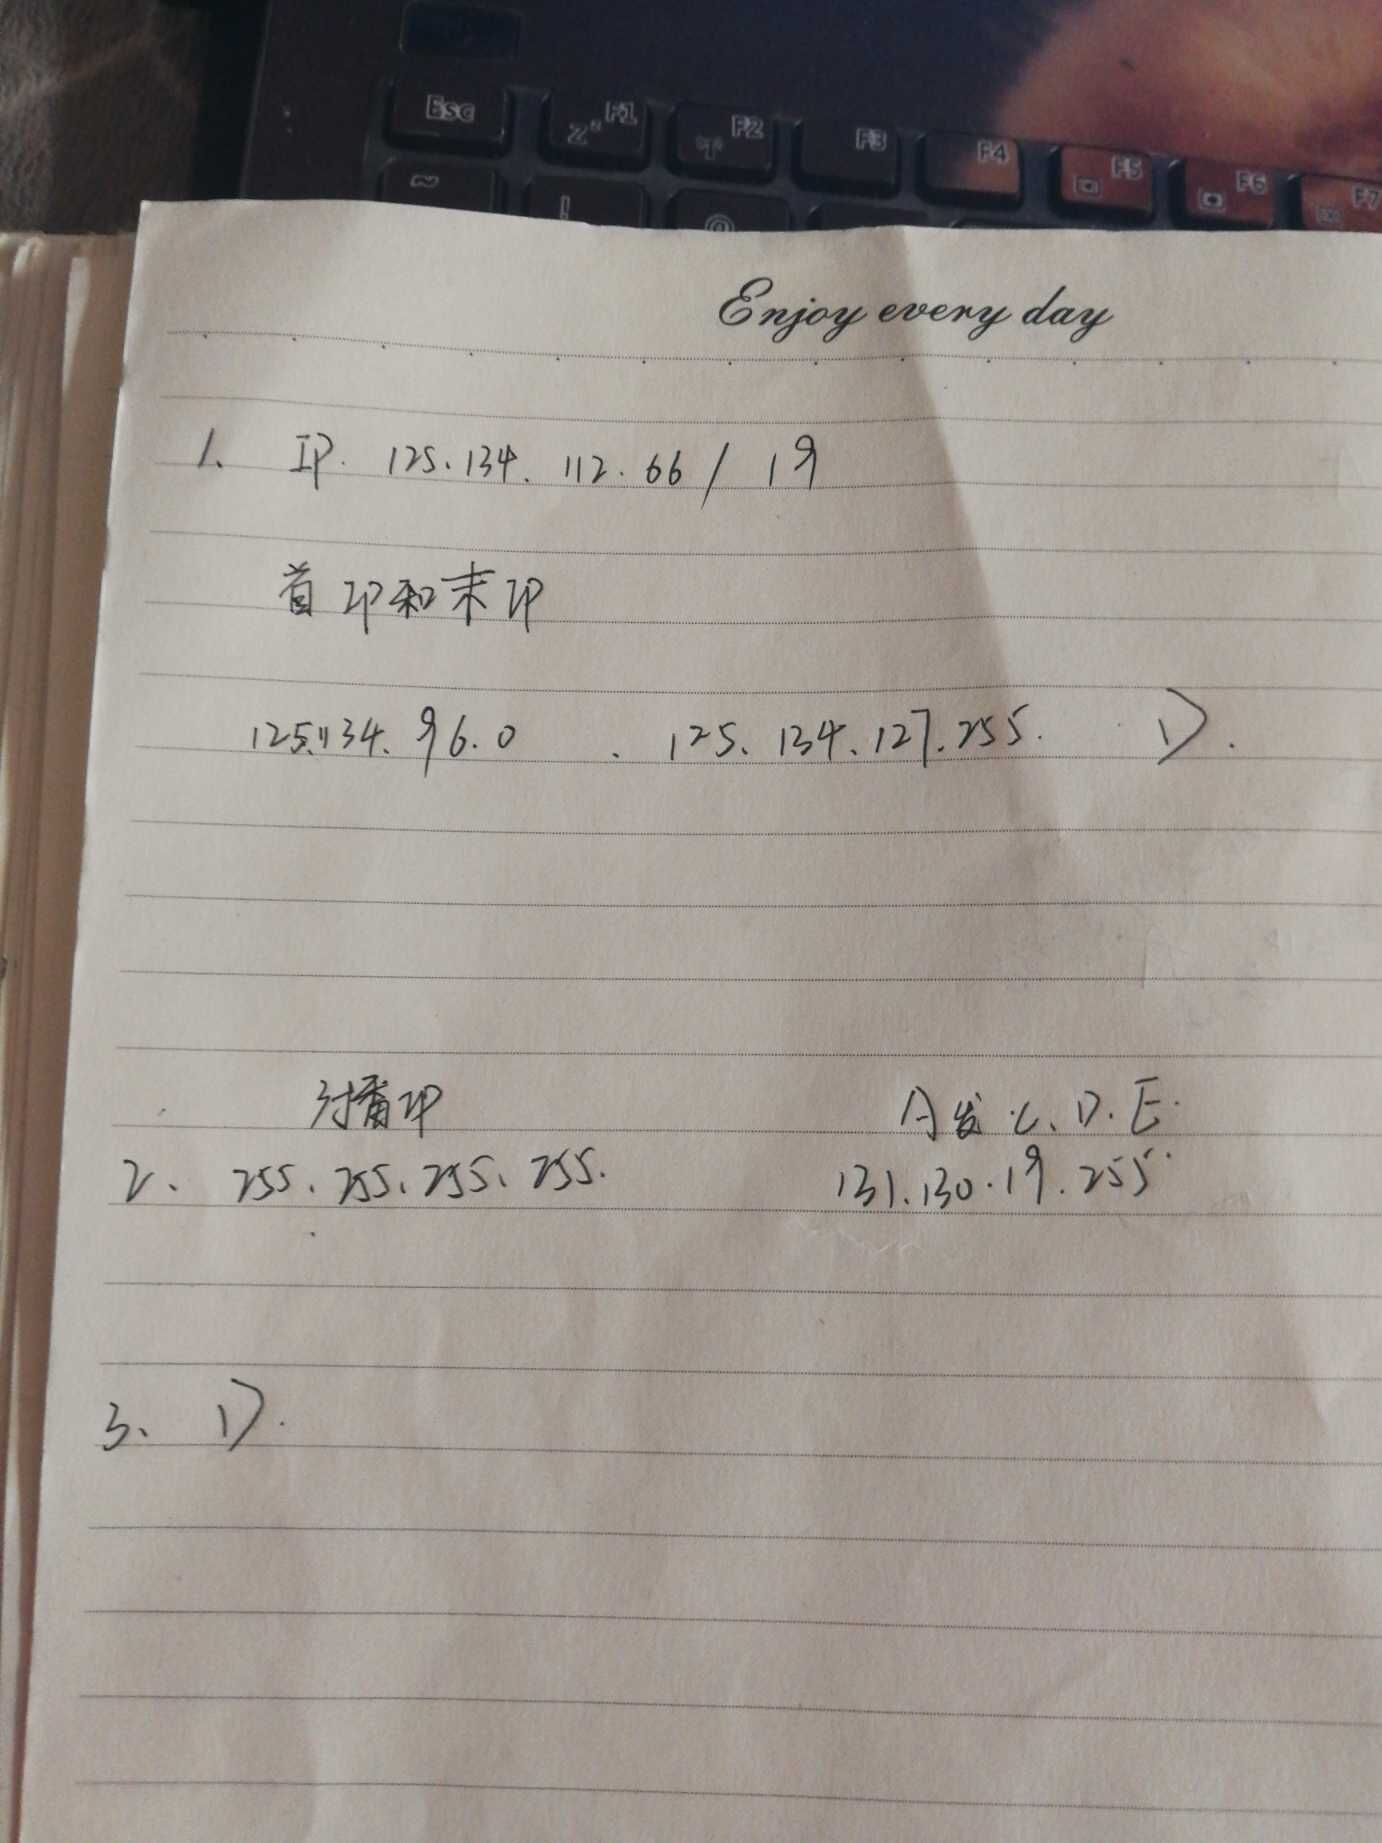 Esc F1 F2 F3 F4 F5 F6 F7
~ ! @
Enjoy every day
1. IP. 125.134.112.66 / 19
首IP和末IP
125.134.96.0 . 125.134.127.255. D.
播IP A发.C.D.E.
2. 255.255.255.255. 131.130.19.255.
3. D.